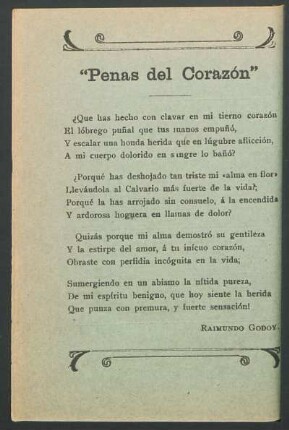 "Penas del Corazón"
¿Que has hecho con clavar en mi tierno corazón
El lóbrego puñal que tus manos empuñó,
Y escalar una honda herida que en lúgubre aflicción,
A mi cuerpo dolorido en sangre lo bañó?
¿Porqué has deshojado tan triste mi «alma en flor»
Llevándola al Calvario más fuerte de la vida?;
Porqué la has arrojado sin consuelo, á la encendida
Y ardorosa hoguera en llamas de dolor?
Quizás porque mi alma demostró su gentileza
Y la estirpe del amor, á tu inicuo corazón,
Obraste con perfidia incógnita en la vida;
Sumergiendo en un abismo la nítida pureza,
De mi espíritu benigno, que hoy siente la herida
Que punza con premura, y fuerte sensación!
RAIMUNDO GODOY.